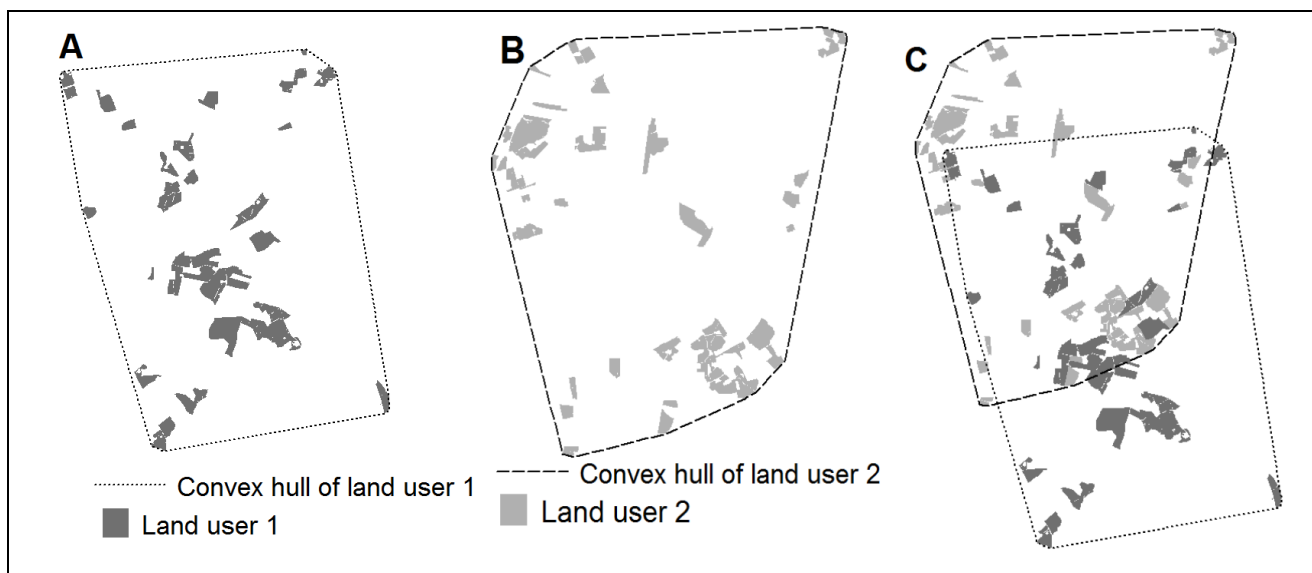 A
B
C
Convex hull of land user 1
Land user 1
Convex hull of land user 2
Land user 2